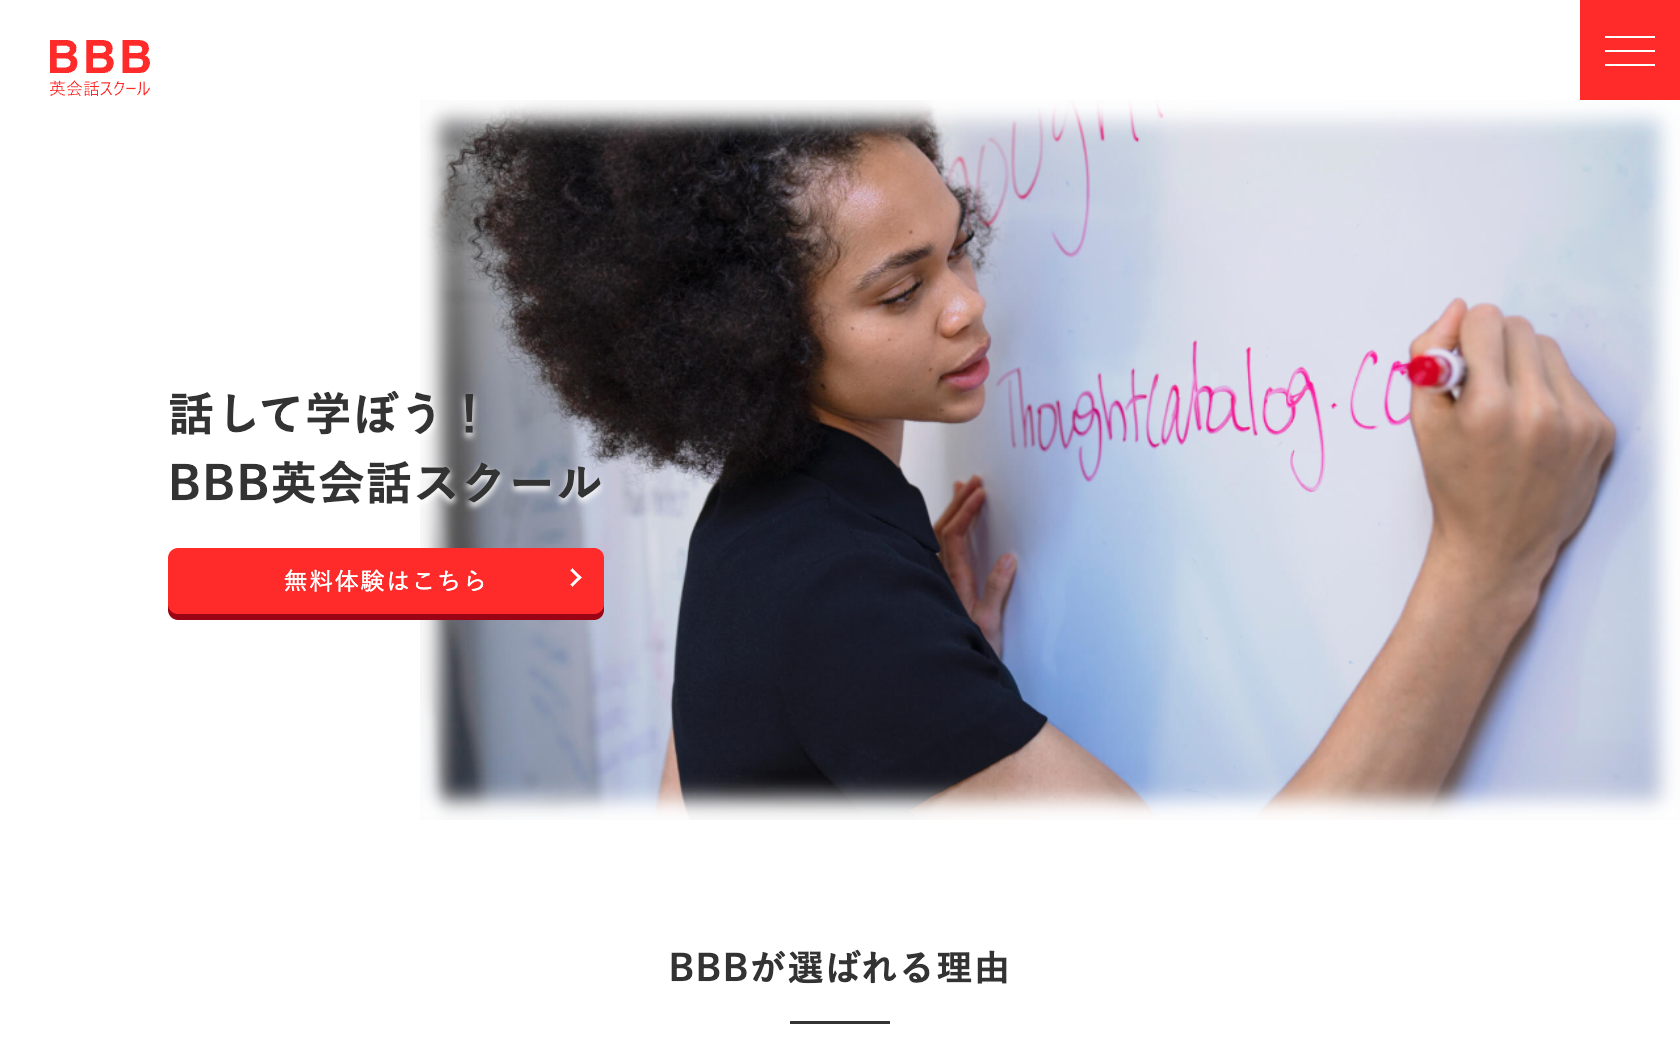 BBB
英会話スクール
話して学ぼう！
BBB英会話スクール
無料体験はこちら
Thoughtcatalog.co
BBBが選ばれる理由